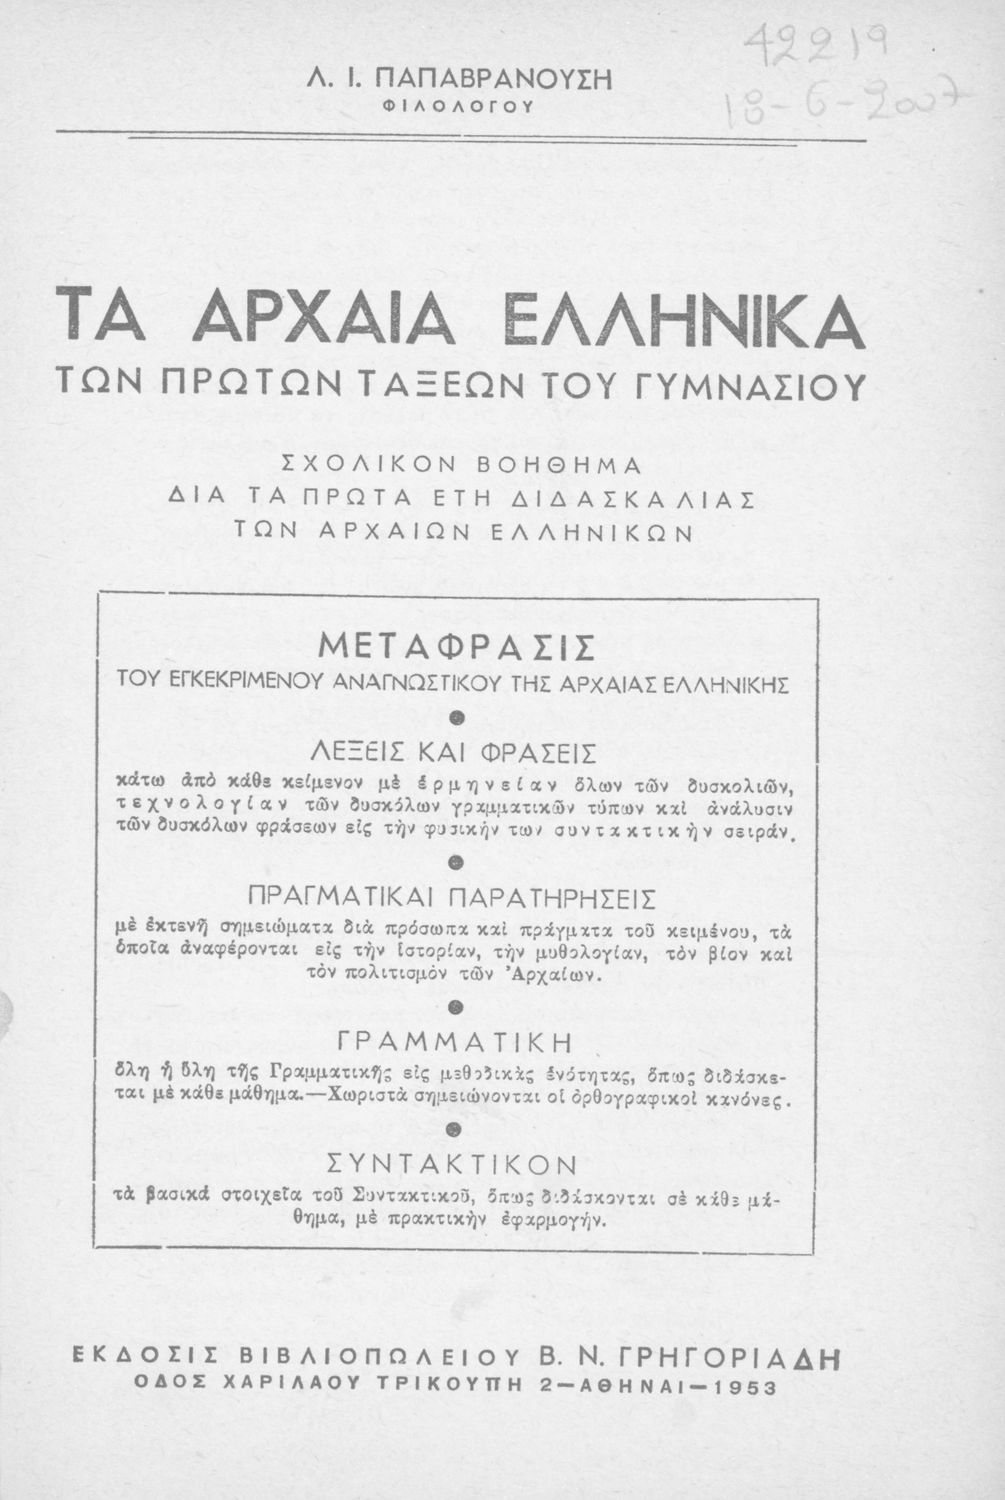 42219
18-6-2007
Λ. Ι. ΠΑΠΑΒΡΑΝΟΥΣΗ
ΦΙΛΟΛΟΓΟΥ
ΤΑ ΑΡΧΑΙΑ ΕΛΛΗΝΙΚΑ
ΤΩΝ ΠΡΩΤΩΝ ΤΑΞΕΩΝ ΤΟΥ ΓΥΜΝΑΣΙΟΥ
ΣΧΟΛΙΚΟΝ ΒΟΗΘΗΜΑ
ΔΙΑ ΤΑ ΠΡΩΤΑ ΕΤΗ ΔΙΔΑΣΚΑΛΙΑΣ
ΤΩΝ ΑΡΧΑΙΩΝ ΕΛΛΗΝΙΚΩΝ
ΜΕΤΑΦΡΑΣΙΣ
ΤΟΥ ΕΓΚΕΚΡΙΜΕΝΟΥ ΑΝΑΓΝΩΣΤΙΚΟΥ ΤΗΣ ΑΡΧΑΙΑΣ ΕΛΛΗΝΙΚΗΣ
ΛΕΞΕΙΣ ΚΑΙ ΦΡΑΣΕΙΣ
κάτω ἀπὸ κάθε κείμενον μὲ ἑρμηνείαν ὅλων τῶν δυσκολιῶν,
τεχνολογίαν τῶν δυσκόλων γραμματικῶν τύπων καὶ ἀνάλυσιν
τῶν δυσκόλων φράσεων εἰς τὴν φυσικήν των συντακτικὴν σειράν.
ΠΡΑΓΜΑΤΙΚΑΙ ΠΑΡΑΤΗΡΗΣΕΙΣ
μὲ ἐκτενῆ σημειώματα διὰ πρόσωπα καὶ πράγματα τοῦ κειμένου, τὰ
ὁποῖα ἀναφέρονται εἰς τὴν ἱστορίαν, τὴν μυθολογίαν, τὸν βίον καὶ
τὸν πολιτισμὸν τῶν Ἀρχαίων.
ΓΡΑΜΜΑΤΙΚΗ
ὅλη ἡ ὕλη τῆς Γραμματικῆς εἰς μεθοδικὰς ἑνότητας, ὅπως διδάσκε-
ται μὲ κάθε μάθημα.—Χωριστὰ σημειώνονται οἱ ὀρθογραφικοὶ κανόνες.
ΣΥΝΤΑΚΤΙΚΟΝ
τὰ βασικὰ στοιχεῖα τοῦ Συντακτικοῦ, ὅπως διδάσκονται σὲ κάθε μά-
θημα, μὲ πρακτικὴν ἐφαρμογήν.
ΕΚΔΟΣΙΣ ΒΙΒΛΙΟΠΩΛΕΙΟΥ Β. Ν. ΓΡΗΓΟΡΙΑΔΗ
ΟΔΟΣ ΧΑΡΙΛΑΟΥ ΤΡΙΚΟΥΠΗ 2—ΑΘΗΝΑΙ—1953